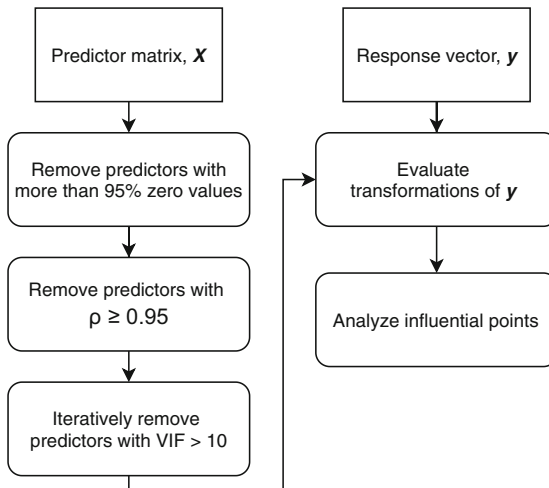 Predictor matrix, X
Remove predictors with
more than 95% zero values
Remove predictors with
ρ ≥ 0.95
Iteratively remove
predictors with VIF > 10
Response vector, y
Evaluate
transformations of y
Analyze influential points